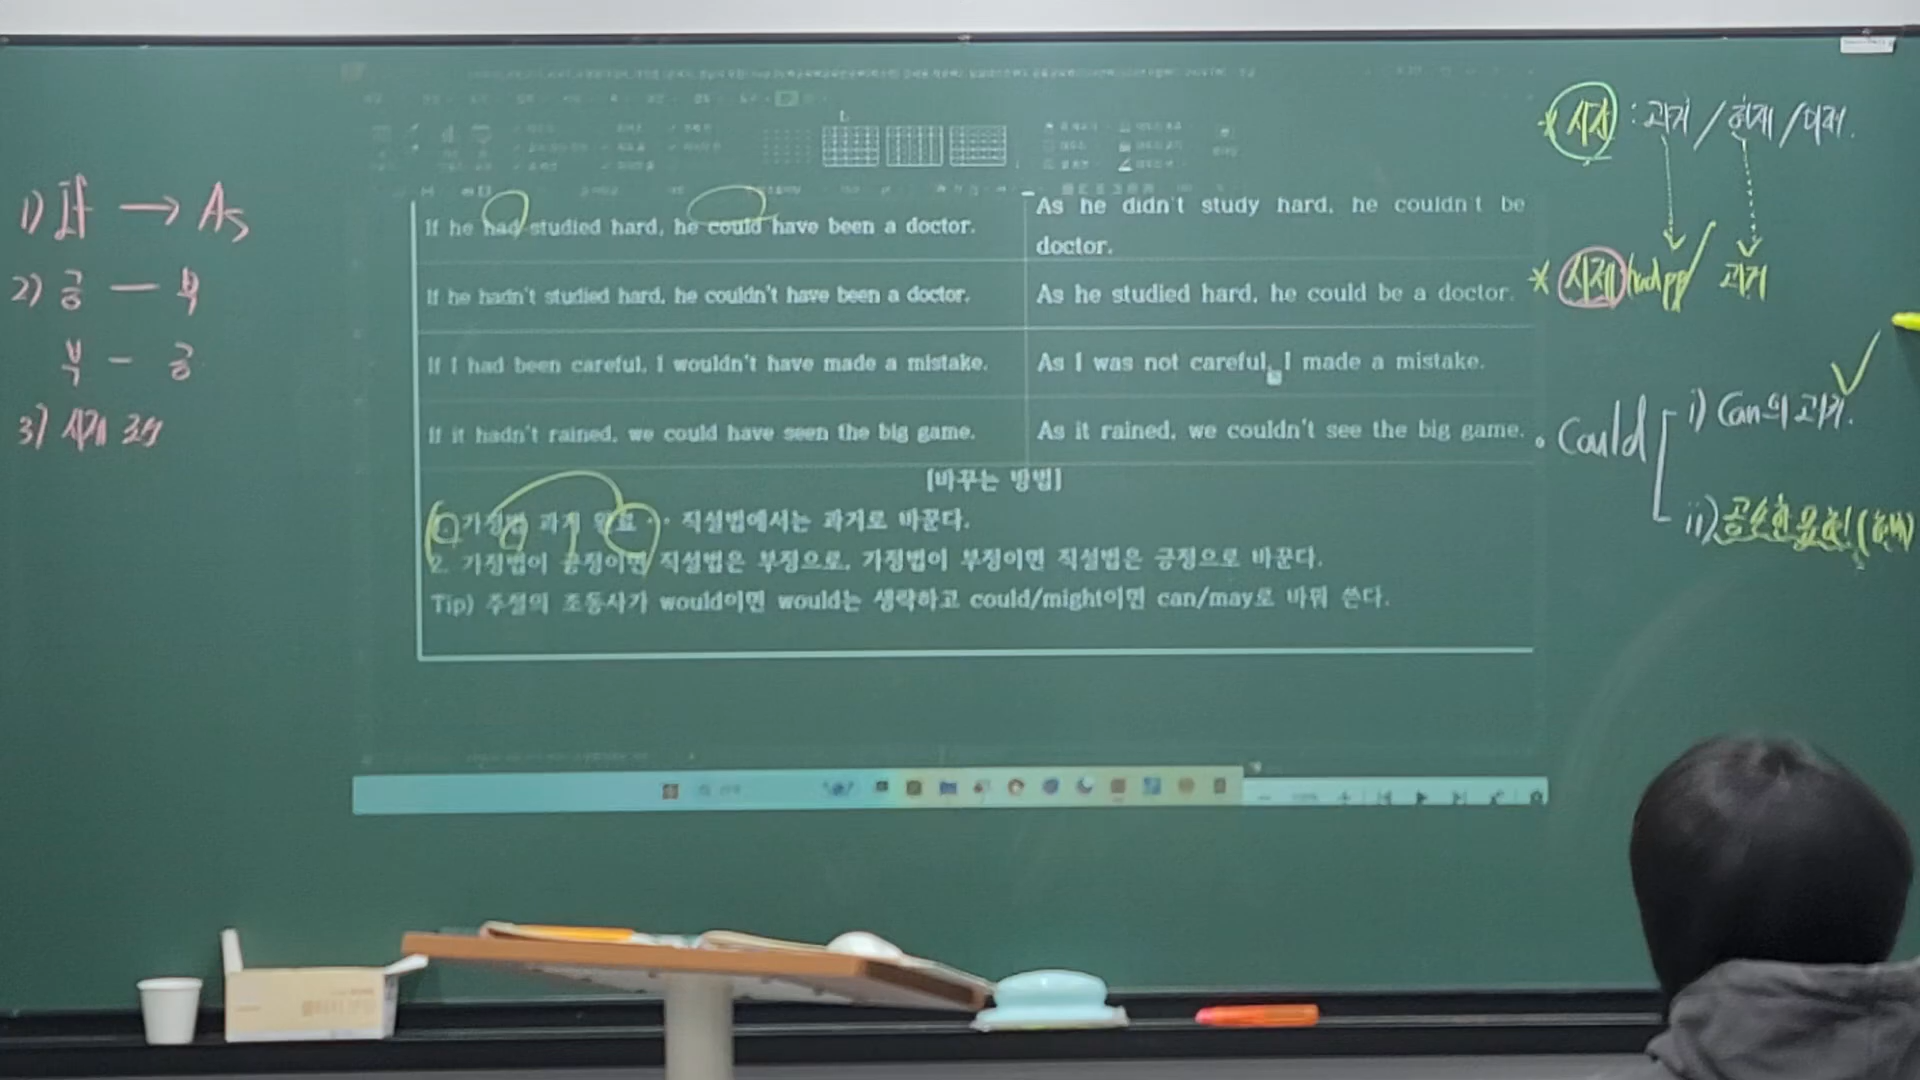 1) If → As
2) 긍 — 부
부 — 긍
3) 시제 조심
If he had studied hard, he could have been a doctor.
As he didn't study hard, he couldn't be doctor.
If he hadn't studied hard, he couldn't have been a doctor.
As he studied hard, he could be a doctor.
If I had been careful, I wouldn't have made a mistake.
As I was not careful, I made a mistake.
If it hadn't rained, we could have seen the big game.
As it rained, we couldn't see the big game.
[바꾸는 방법]
가정법 과거 완료 직설법에서는 과거로 바꾼다.
2. 가정법이 긍정이면 직설법은 부정으로, 가정법이 부정이면 직설법은 긍정으로 바꾼다.
Tip) 주절의 조동사가 would이면 would는 생략하고 could/might이면 can/may로 바꿔 쓴다.
* 시간 : 과거 / 현재 / 미래.
* 시제 had pp / 과거
Could
i) Can의 과거.
ii) 공손한 표현 (현재)